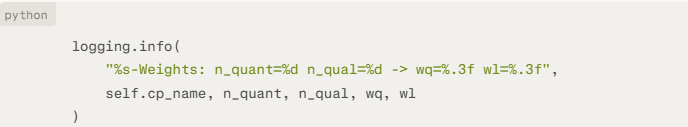 python
logging.info(
"%s-Weights: n_quant=%d n_qual=%d -> wq=%.3f wl=%.3f",
self.cp_name, n_quant, n_qual, wq, wl
)